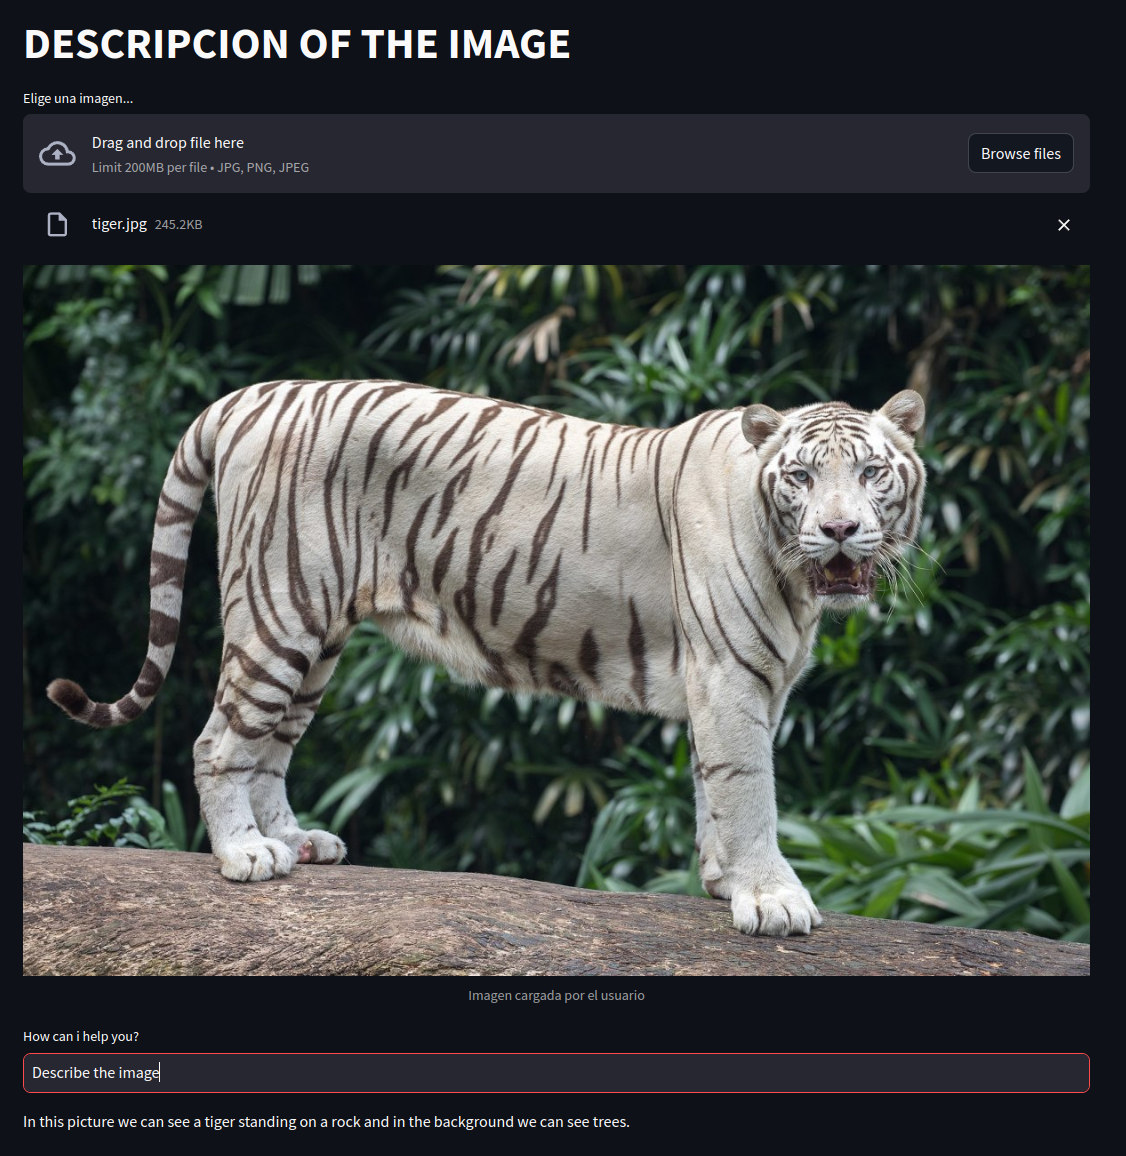 DESCRIPCION OF THE IMAGE
Elige una imagen...
Drag and drop file here
Limit 200MB per file • JPG, PNG, JPEG
Browse files
tiger.jpg 245.2KB
Imagen cargada por el usuario
How can i help you?
Describe the image
In this picture we can see a tiger standing on a rock and in the background we can see trees.